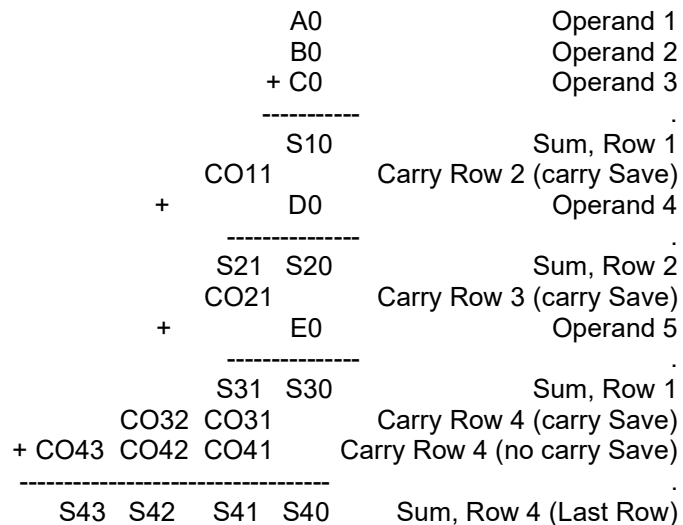 A0 Operand 1
B0 Operand 2
+ C0 Operand 3
----------- .
S10 Sum, Row 1
CO11 Carry Row 2 (carry Save)
+ D0 Operand 4
--------------- .
S21 S20 Sum, Row 2
CO21 Carry Row 3 (carry Save)
+ E0 Operand 5
--------------- .
S31 S30 Sum, Row 1
CO32 CO31 Carry Row 4 (carry Save)
+ CO43 CO42 CO41 Carry Row 4 (no carry Save)
----------------------------------- .
S43 S42 S41 S40 Sum, Row 4 (Last Row)